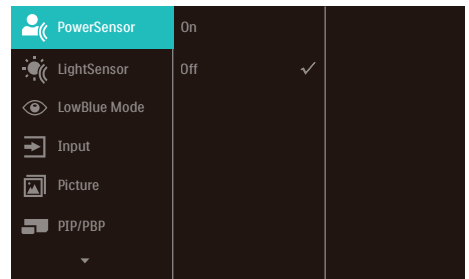 PowerSensor
On
LightSensor
Off
LowBlue Mode
Input
Picture
PIP/PBP